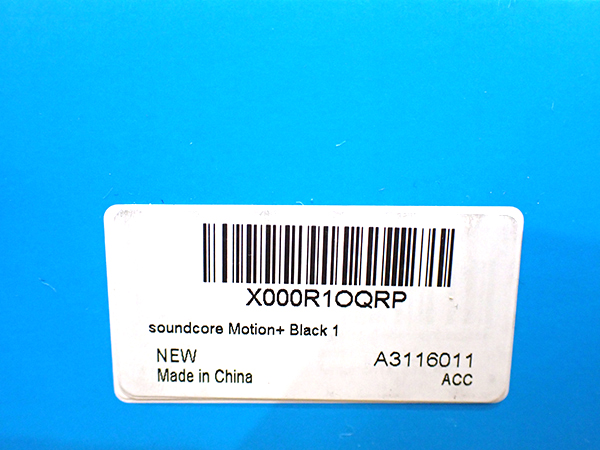 X000R1OQRP
soundcore Motion+ Black 1
NEW
A3116011
Made in China
ACC